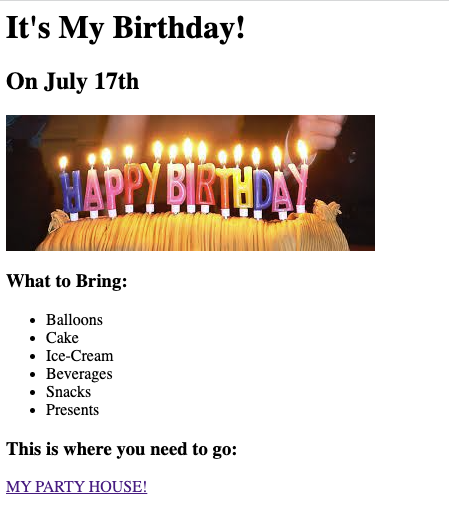 It's My Birthday!
On July 17th
HAPPY BIRTHDAY
What to Bring:
Balloons
Cake
Ice-Cream
Beverages
Snacks
Presents
This is where you need to go:
MY PARTY HOUSE!